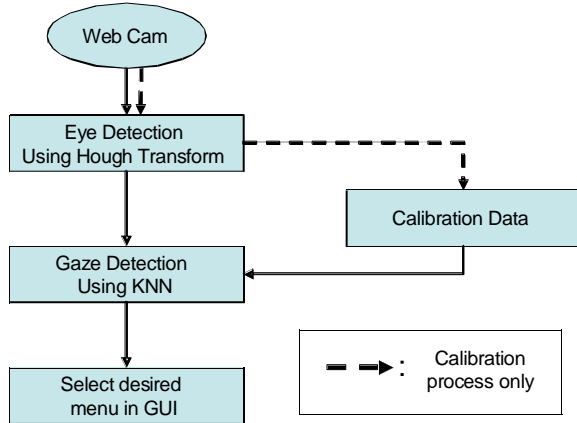 Web Cam
Eye Detection
Using Hough Transform
Calibration Data
Gaze Detection
Using KNN
Select desired
menu in GUI
: Calibration
process only